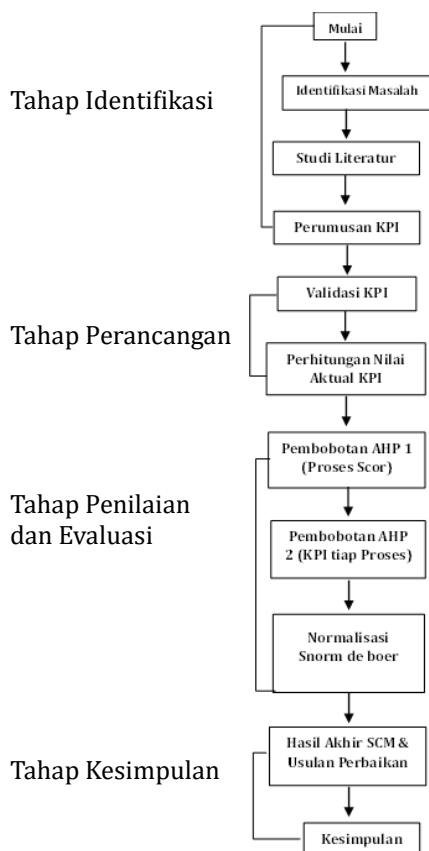 Mulai
Tahap Identifikasi
Identifikasi Masalah
Studi Literatur
Perumusan KPI
Validasi KPI
Tahap Perancangan
Perhitungan Nilai
Aktual KPI
Pembobotan AHP 1
(Proses Scor)
Tahap Penilaian
dan Evaluasi
Pembobotan AHP
2 (KPI tiap Proses)
Normalisasi
Snorm de boer
Hasil Akhir SCM &
Usulan Perbaikan
Tahap Kesimpulan
Kesimpulan